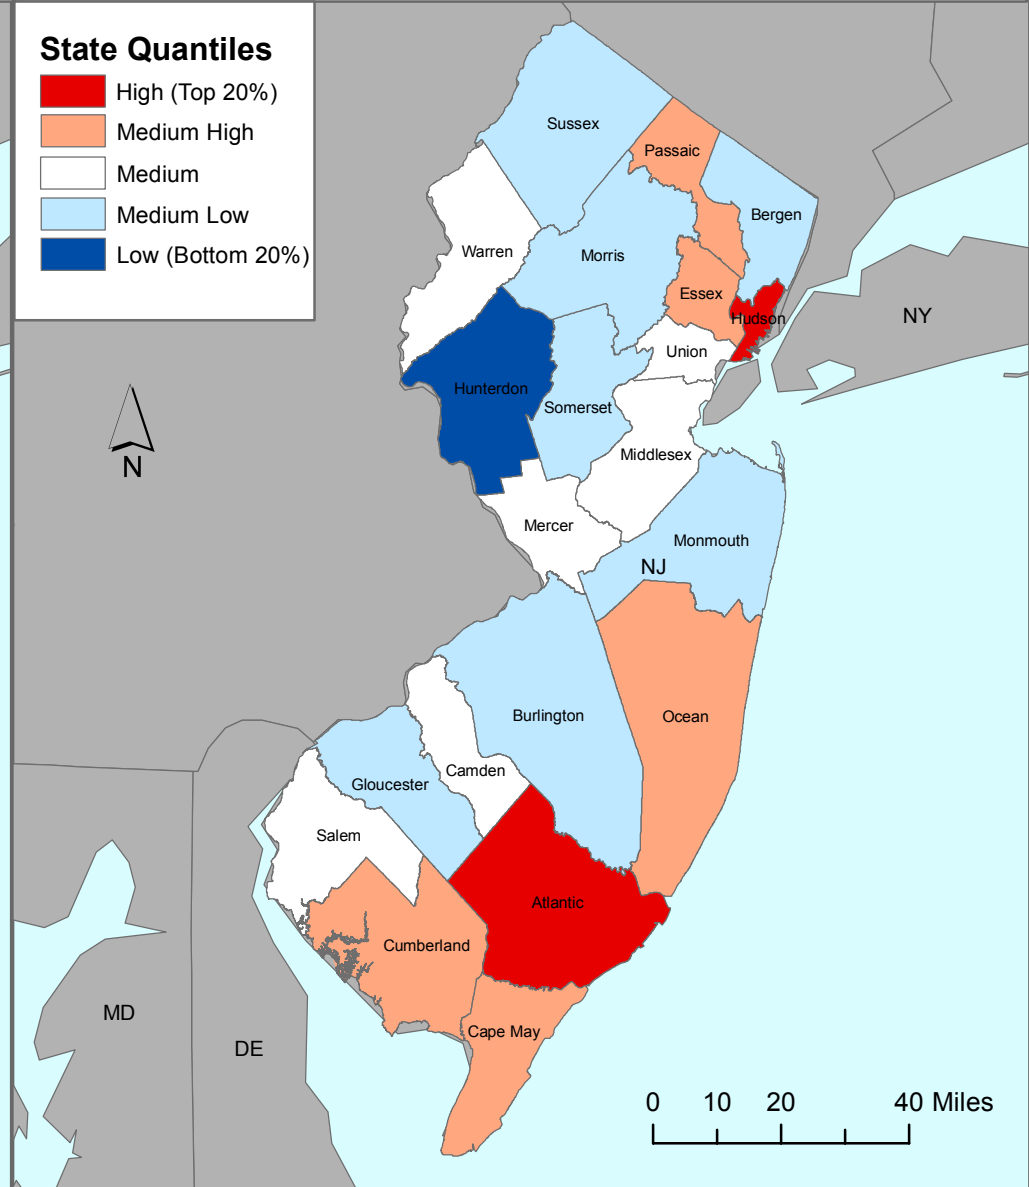 State Quantiles
High (Top 20%)
Medium High
Medium
Medium Low
Low (Bottom 20%)
Sussex
Passaic
Bergen
Warren
Morris
Essex
Hudson
NY
Union
Hunterdon
Somerset
Middlesex
N
Mercer
Monmouth
NJ
Burlington
Ocean
Camden
Gloucester
Salem
Atlantic
Cumberland
Cape May
MD
DE
0 10 20 40 Miles